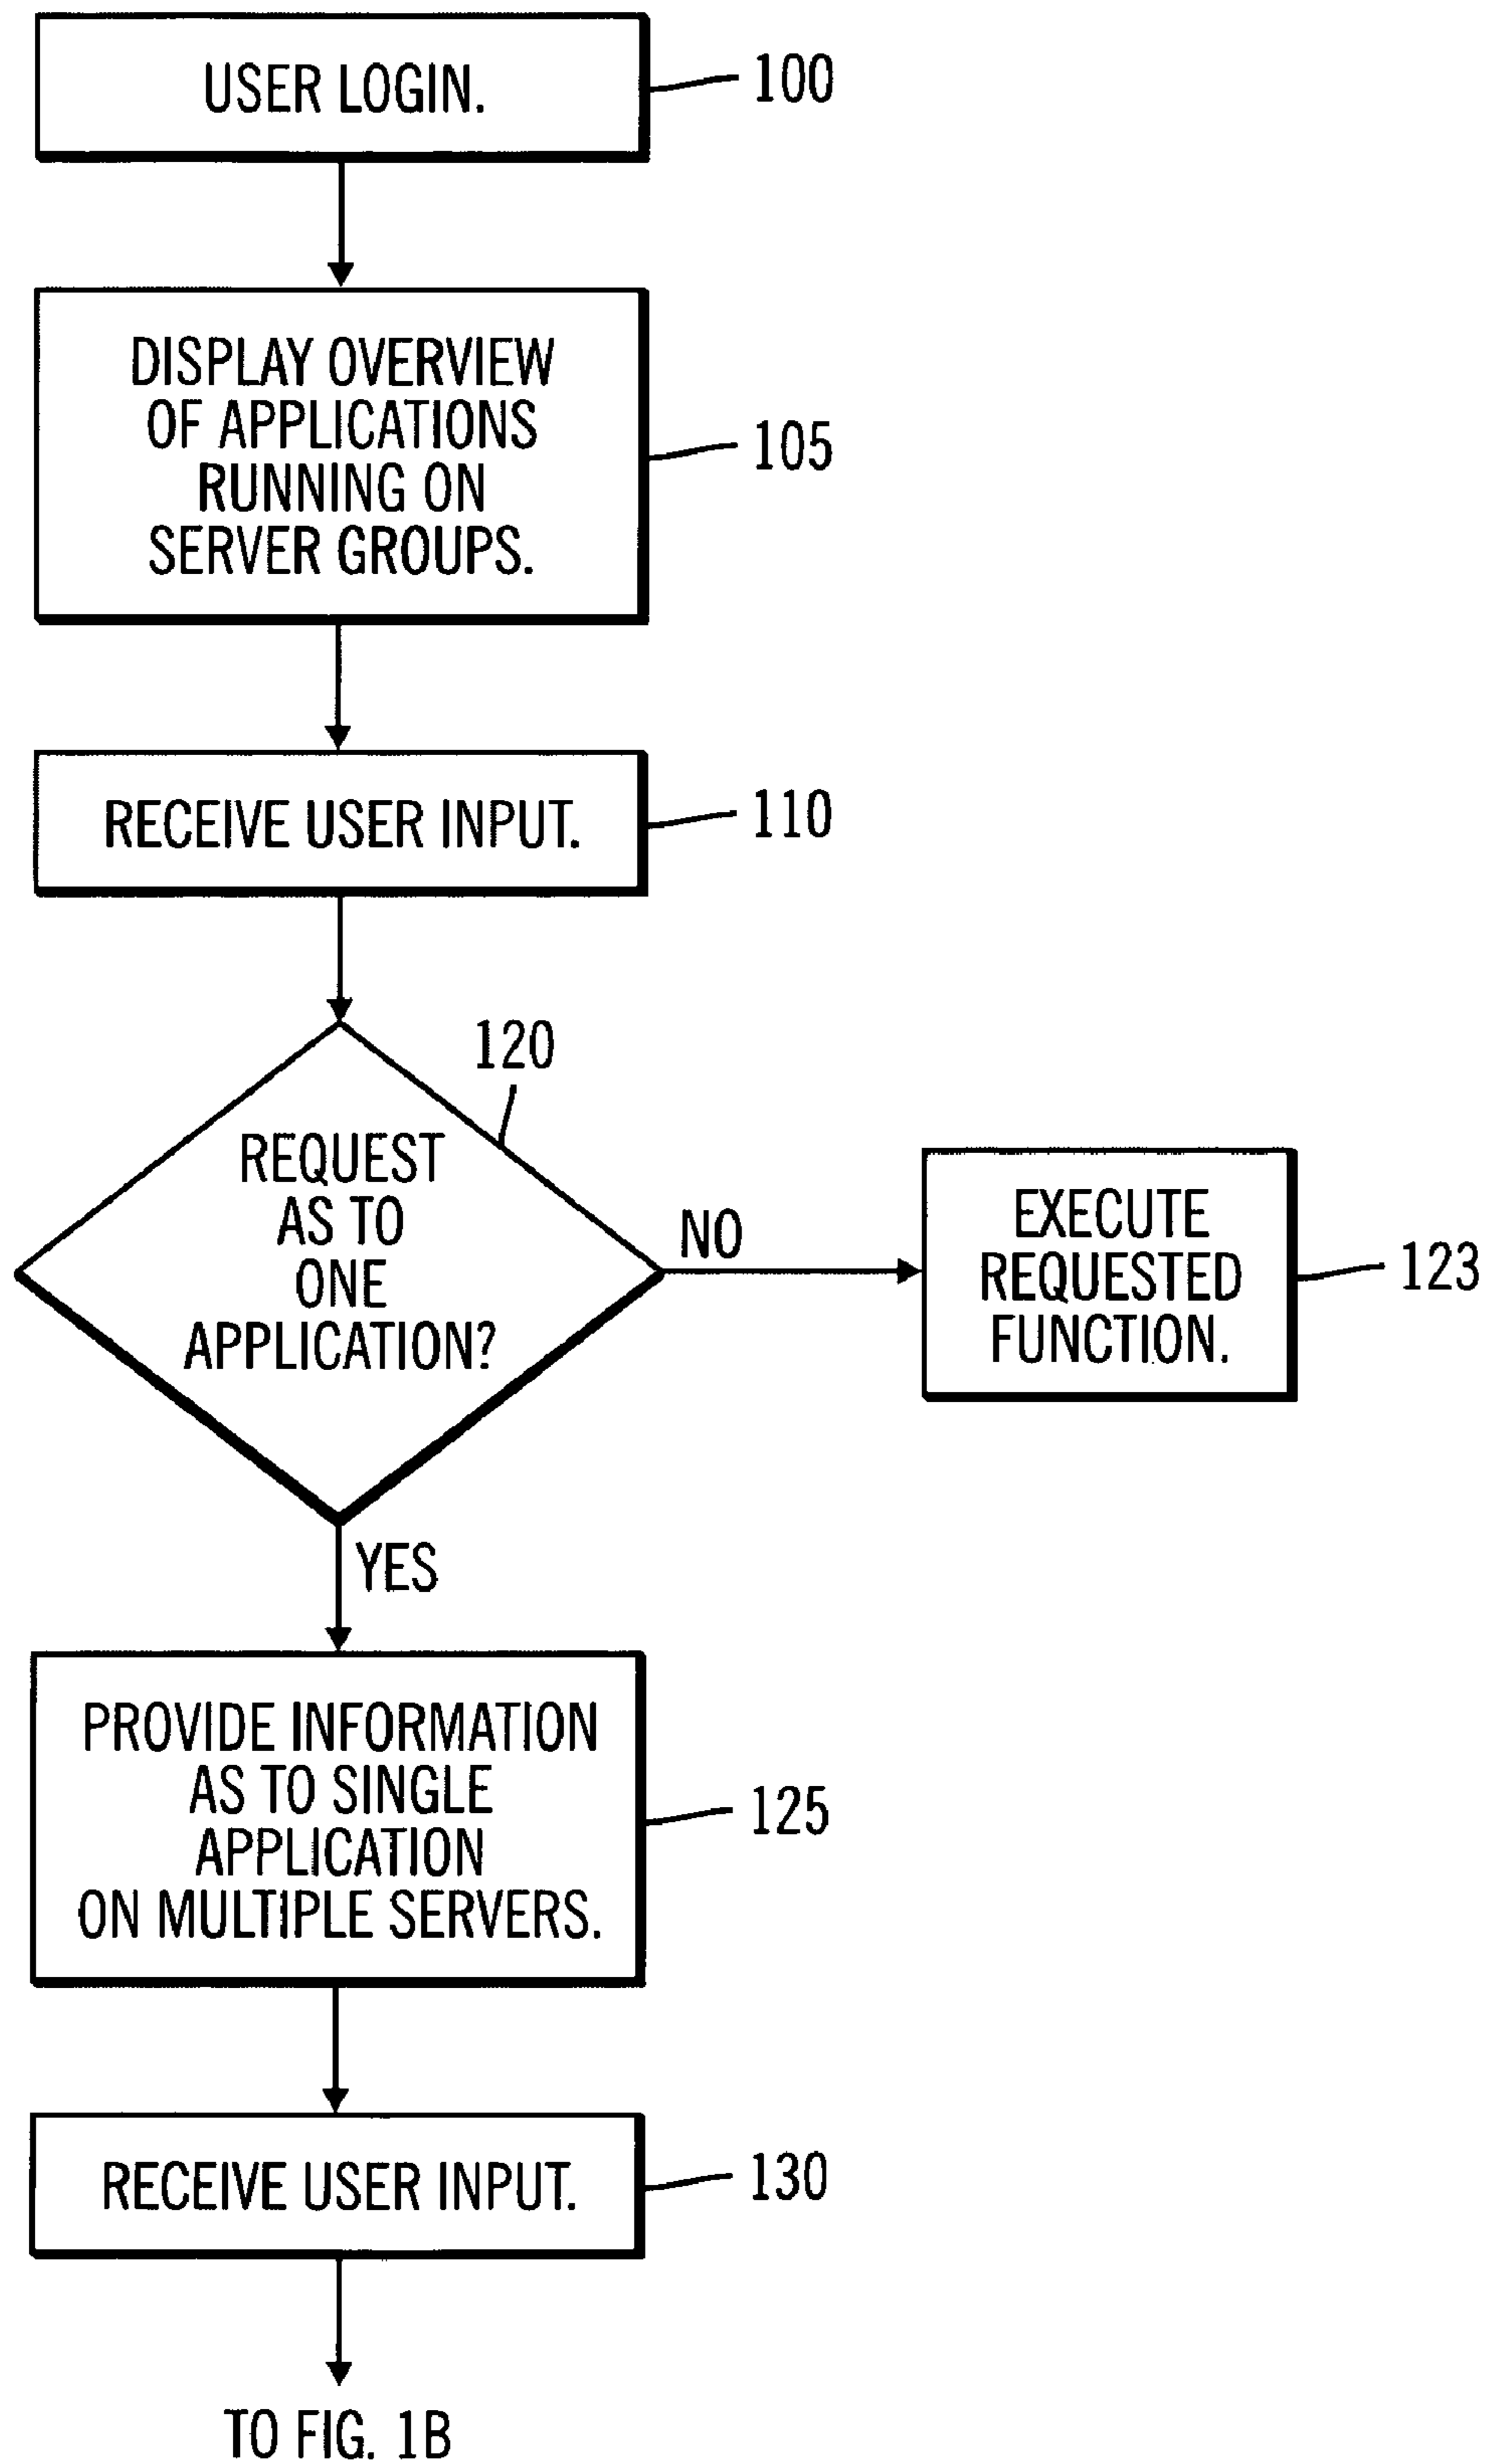 USER LOGIN.
100
DISPLAY OVERVIEW
OF APPLICATIONS
RUNNING ON
SERVER GROUPS.
105
RECEIVE USER INPUT.
110
120
REQUEST
AS TO
ONE
APPLICATION?
NO
EXECUTE
REQUESTED
FUNCTION.
123
YES
PROVIDE INFORMATION
AS TO SINGLE
APPLICATION
ON MULTIPLE SERVERS.
125
RECEIVE USER INPUT.
130
TO FIG. 1B